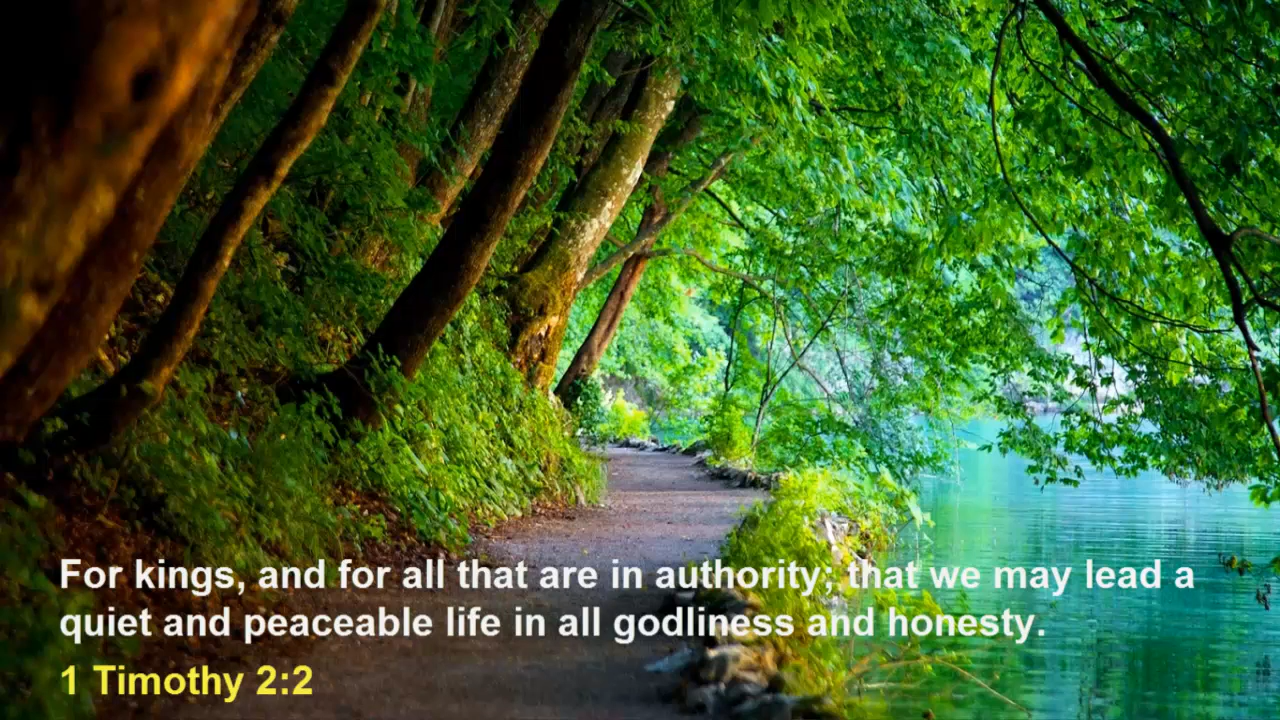 For kings, and for all that are in authority; that we may lead a
quiet and peaceable life in all godliness and honesty.
1 Timothy 2:2